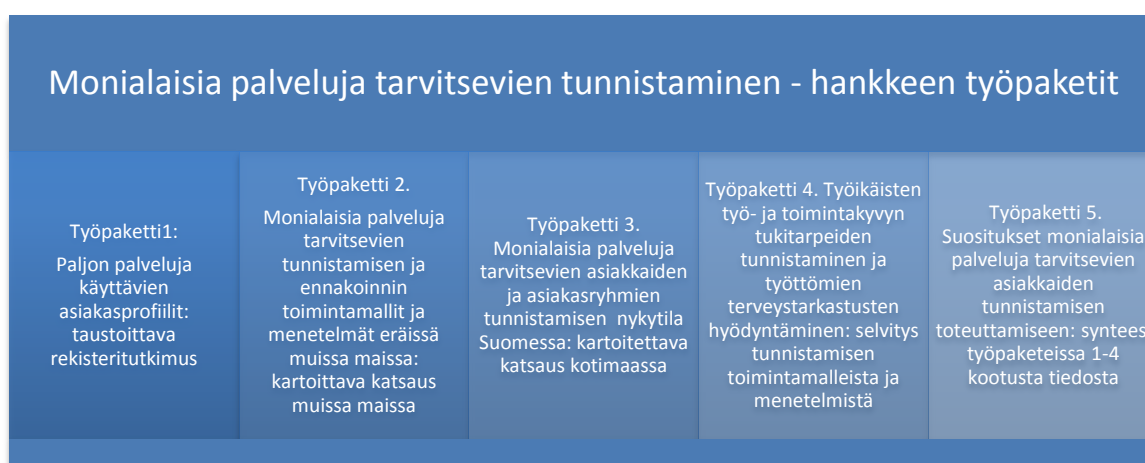 Monialaisia palveluja tarvitsevien tunnistaminen - hankkeen työpaketit
Työpaketti1:
Paljon palveluja
käyttävien
asiakasprofiilit:
taustoittava
rekisteritutkimus
Työpaketti 2.
Monialaisia palveluja
tarvitsevien
tunnistamisen ja
ennakoinnin
toimintamallit ja
menetelmät eräissä
muissa maissa:
kartoittava katsaus
muissa maissa
Työpaketti 3.
Monialaisia palveluja
tarvitsevien asiakkaiden
ja asiakasryhmien
tunnistamisen nykytila
Suomessa: kartoitettava
katsaus kotimaassa
Työpaketti 4. Työikäisten
työ- ja toimintakyvyn
tukitarpeiden
tunnistaminen ja
työttömien
terveystarkastusten
hyödyntäminen: selvitys
tunnistamisen
toimintamalleista ja
menetelmistä
Työpaketti 5.
Suositukset monialaisia
palveluja tarvitsevien
asiakkaiden
tunnistamisen
toteuttamiseen: syntees
työpaketeissa 1-4
kootusta tiedosta